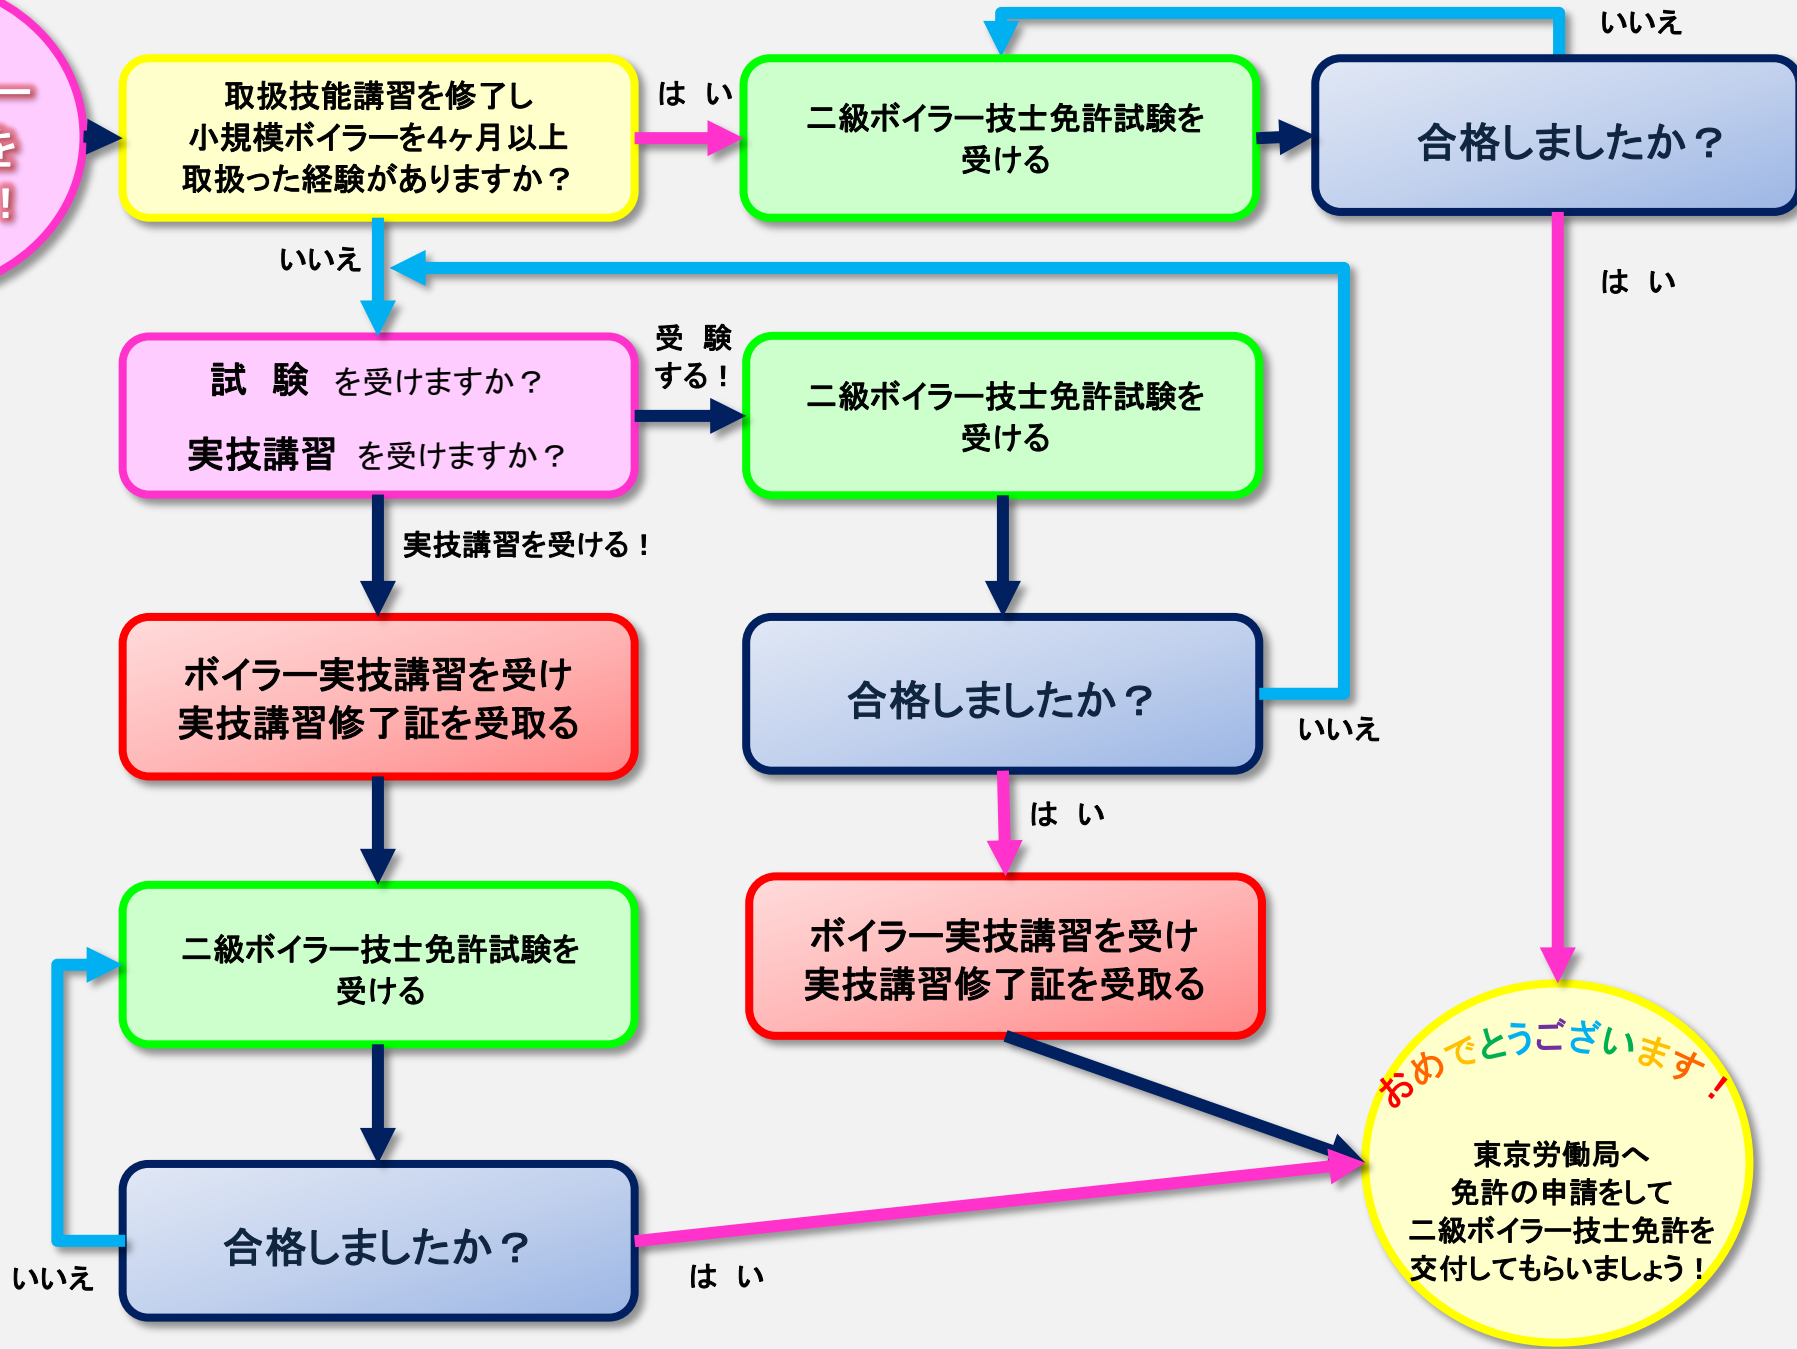 ー
を
！
取扱技能講習を修了し
小規模ボイラーを4ヶ月以上
取扱った経験がありますか？
は い
二級ボイラー技士免許試験を
受ける
いいえ
合格しましたか？
は い
いいえ
試 験 を受けますか？
実技講習 を受けますか？
受 験
する！
二級ボイラー技士免許試験を
受ける
実技講習を受ける！
ボイラー実技講習を受け
実技講習修了証を受取る
合格しましたか？
いいえ
は い
二級ボイラー技士免許試験を
受ける
ボイラー実技講習を受け
実技講習修了証を受取る
合格しましたか？
いいえ
は い
おめでとうございます！
東京労働局へ
免許の申請をして
二級ボイラー技士免許を
交付してもらいましょう！